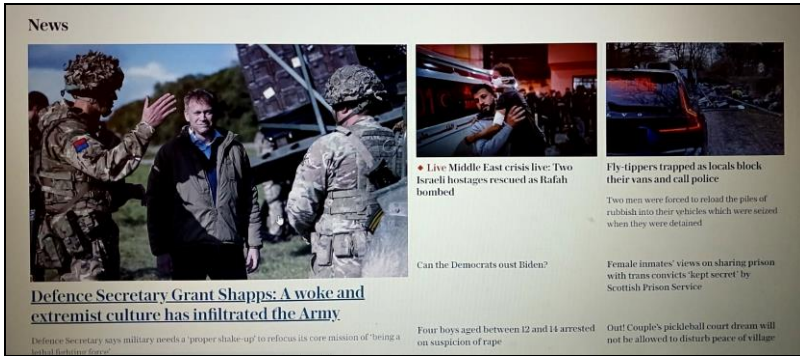 News
Defence Secretary Grant Shapps: A woke and
extremist culture has infiltrated the Army
Defence Secretary says military needs a 'proper shake-up' to refocus its core mission of 'being a
lethal fighting force'
● Live Middle East crisis live: Two
Israeli hostages rescued as Rafah
bombed
Can the Democrats oust Biden?
Four boys aged between 12 and 14 arrested
on suspicion of rape
Fly-tippers trapped as locals block
their vans and call police
Two men were forced to reload the piles of
rubbish into their vehicles which were seized
when they were detained
Female inmates' views on sharing prison
with trans convicts 'kept secret' by
Scottish Prison Service
Out! Couple's pickleball court dream will
not be allowed to disturb peace of village